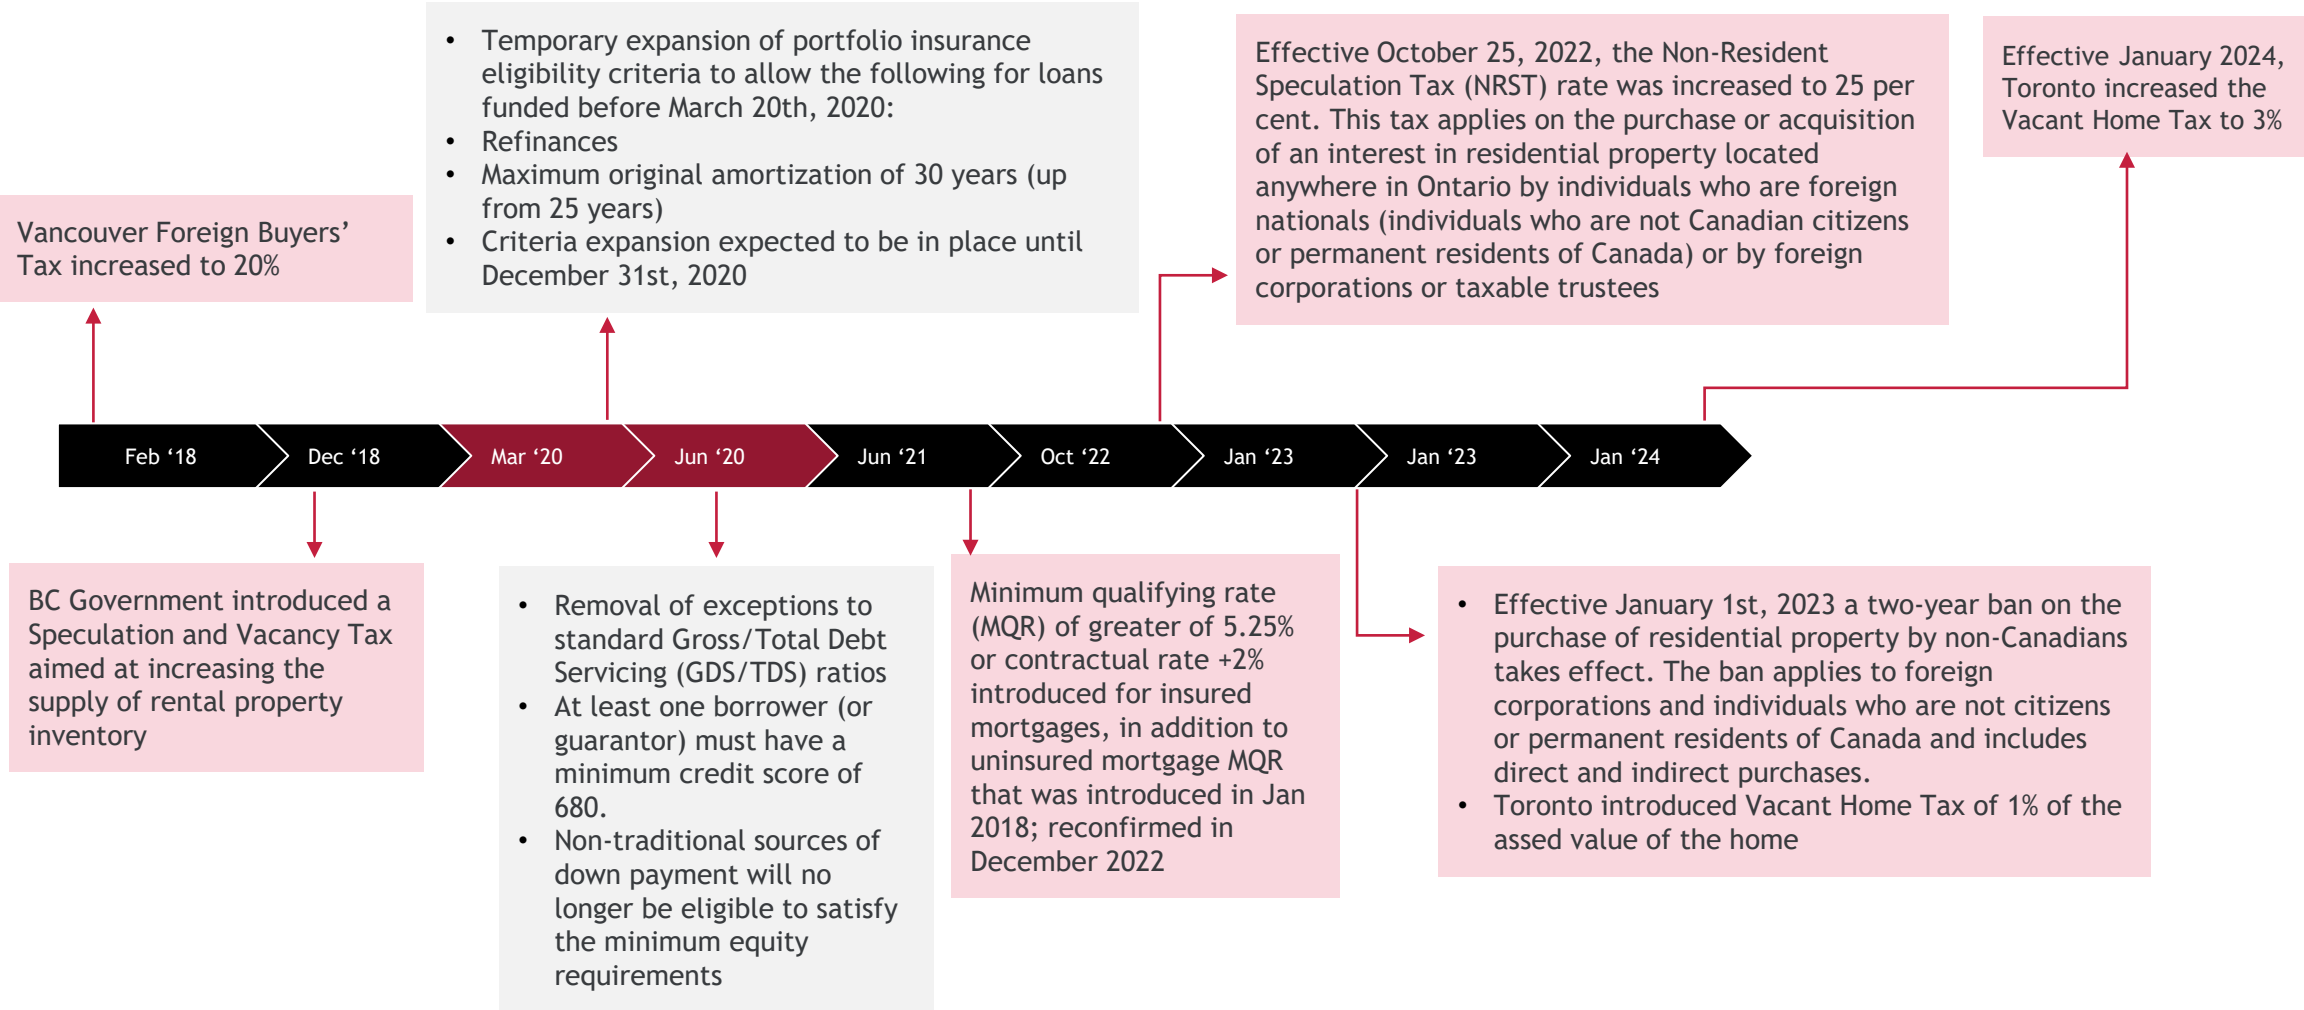 Vancouver Foreign Buyers’
Tax increased to 20%
• Temporary expansion of portfolio insurance
eligibility criteria to allow the following for loans
funded before March 20th, 2020:
• Refinances
• Maximum original amortization of 30 years (up
from 25 years)
• Criteria expansion expected to be in place until
December 31st, 2020
Effective October 25, 2022, the Non-Resident
Speculation Tax (NRST) rate was increased to 25 per
cent. This tax applies on the purchase or acquisition
of an interest in residential property located
anywhere in Ontario by individuals who are foreign
nationals (individuals who are not Canadian citizens
or permanent residents of Canada) or by foreign
corporations or taxable trustees
Effective January 2024,
Toronto increased the
Vacant Home Tax to 3%
Feb ‘18
Dec ‘18
Mar ‘20
Jun ‘20
Jun ‘21
Oct ‘22
Jan ‘23
Jan ‘23
Jan ‘24
BC Government introduced a
Speculation and Vacancy Tax
aimed at increasing the
supply of rental property
inventory
• Removal of exceptions to
standard Gross/Total Debt
Servicing (GDS/TDS) ratios
• At least one borrower (or
guarantor) must have a
minimum credit score of
680.
• Non-traditional sources of
down payment will no
longer be eligible to satisfy
the minimum equity
requirements
Minimum qualifying rate
(MQR) of greater of 5.25%
or contractual rate +2%
introduced for insured
mortgages, in addition to
uninsured mortgage MQR
that was introduced in Jan
2018; reconfirmed in
December 2022
• Effective January 1st, 2023 a two-year ban on the
purchase of residential property by non-Canadians
takes effect. The ban applies to foreign
corporations and individuals who are not citizens
or permanent residents of Canada and includes
direct and indirect purchases.
• Toronto introduced Vacant Home Tax of 1% of the
assed value of the home